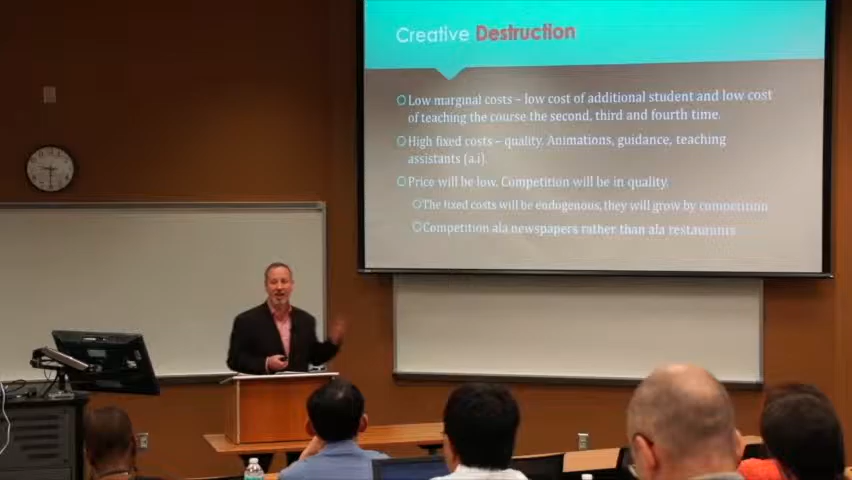 Creative Destruction
Low marginal costs – low cost of additional student and low cost
of teaching the course the second, third and fourth time.
High fixed costs – quality. Animations, guidance, teaching
assistants (a.i).
Price will be low. Competition will be in quality.
The fixed costs will be endogenous, they will grow by competition
Competition ala newspapers rather than ala restaurants